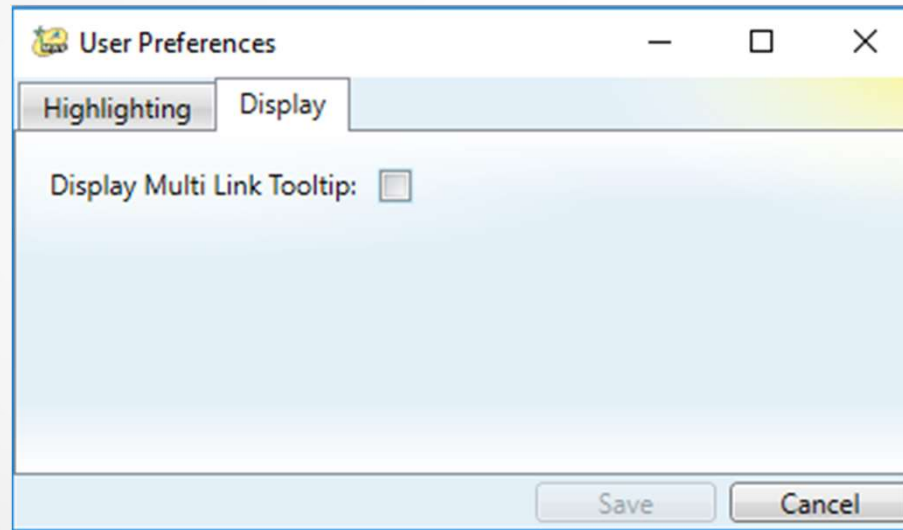 User Preferences
Highlighting Display
Display Multi Link Tooltip:
Save Cancel